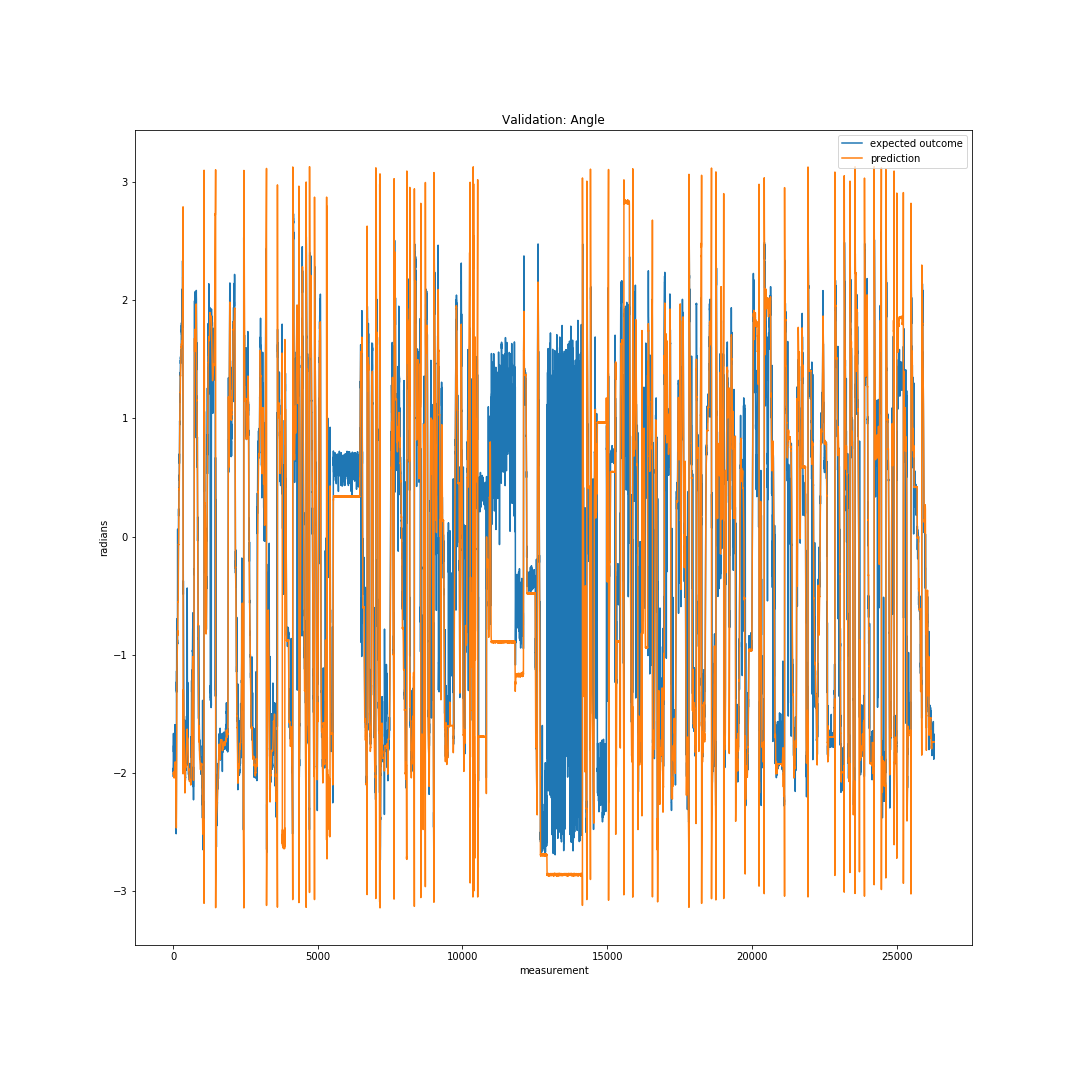 Validation: Angle
expected outcome
prediction
3
2
1
0
−1
−2
−3
radians
0
5000
10000
15000
20000
25000
measurement